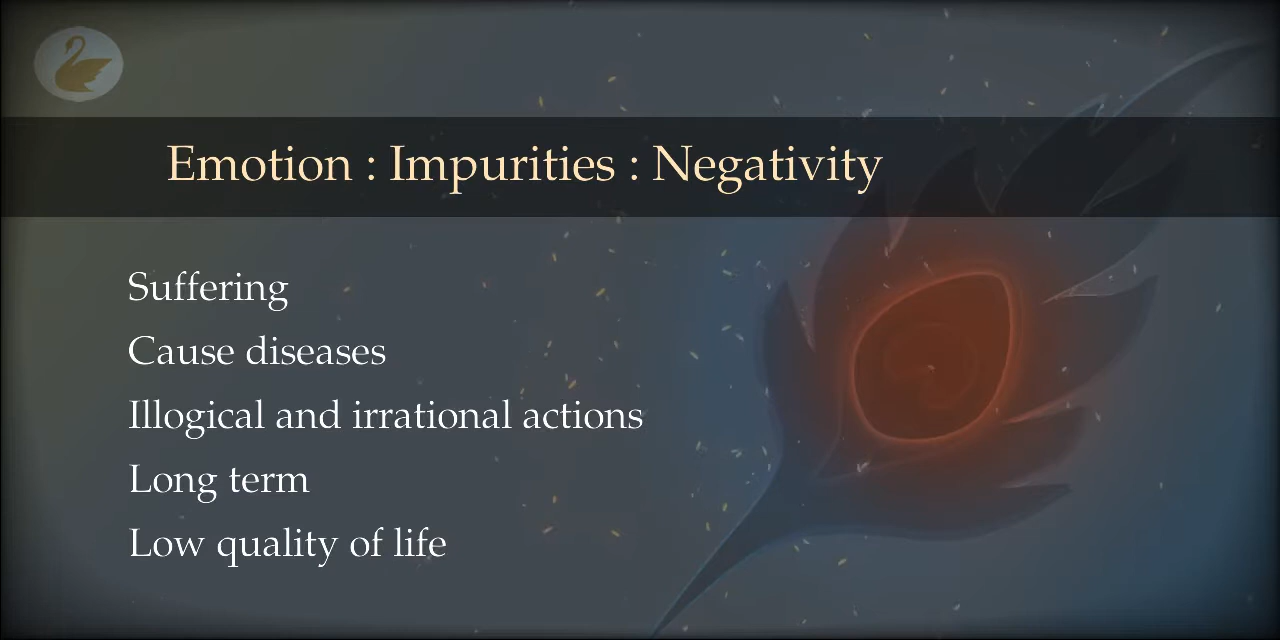 Emotion : Impurities : Negativity
Suffering
Cause diseases
Illogical and irrational actions
Long term
Low quality of life